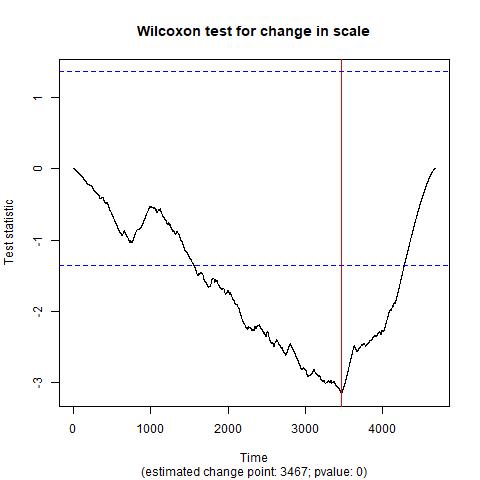 Wilcoxon test for change in scale
Test statistic
1
0
-1
-2
-3
0 1000 2000 3000 4000
Time
(estimated change point: 3467; pvalue: 0)